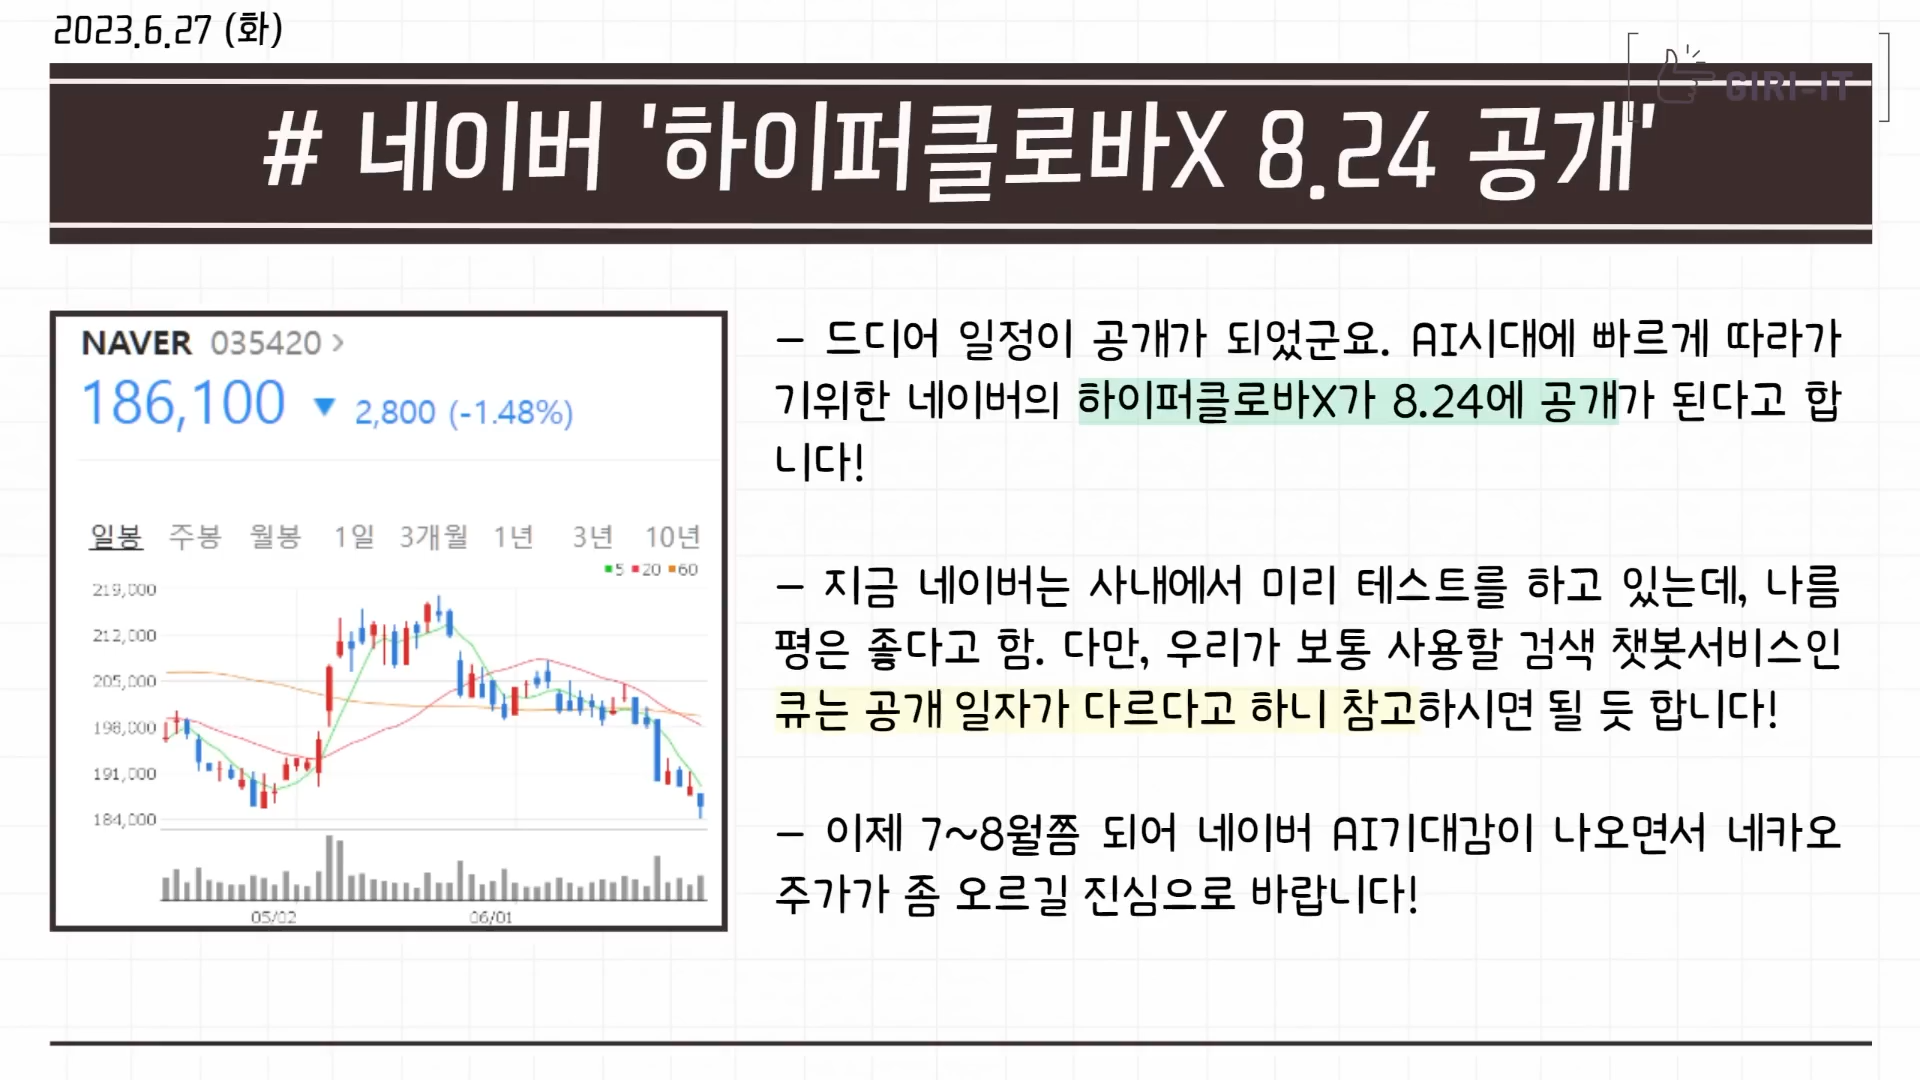 2023.6.27 (화)
GIRI-IT
# 네이버 '하이퍼클로바X 8.24 공개'
NAVER 035420 >
186,100 ▼ 2,800 (-1.48%)
일봉 주봉 월봉 1일 3개월 1년 3년 10년
5 20 60
219,000
212,000
205,000
198,000
191,000
184,000
05/02 06/01
– 드디어 일정이 공개가 되었군요. AI시대에 빠르게 따라가
기위한 네이버의 하이퍼클로바X가 8.24에 공개가 된다고 합
니다!
– 지금 네이버는 사내에서 미리 테스트를 하고 있는데, 나름
평은 좋다고 함. 다만, 우리가 보통 사용할 검색 챗봇서비스인
큐는 공개 일자가 다르다고 하니 참고하시면 될 듯 합니다!
– 이제 7~8월쯤 되어 네이버 AI기대감이 나오면서 네카오
주가가 좀 오르길 진심으로 바랍니다!